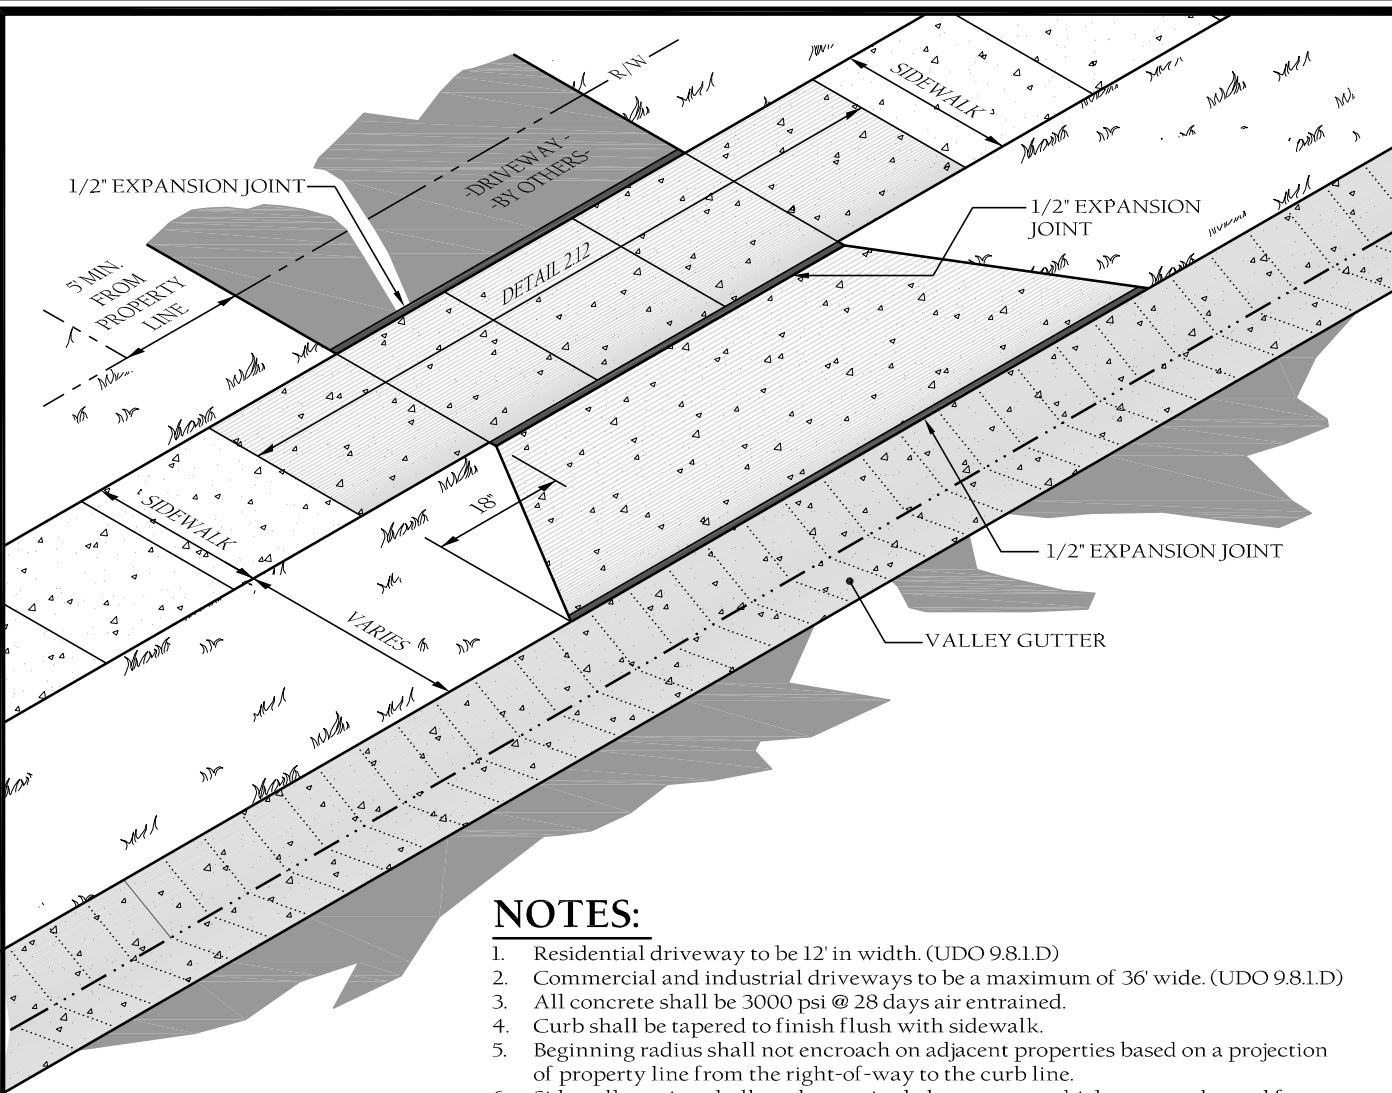 R/W
SIDEWALK
-DRIVEWAY-
-BY OTHERS-
1/2" EXPANSION JOINT
1/2" EXPANSION
JOINT
5' MIN.
FROM
PROPERTY
LINE
DETAIL 2.12
18"
SIDEWALK
1/2" EXPANSION JOINT
VARIES
VALLEY GUTTER
NOTES:
1. Residential driveway to be 12' in width. (UDO 9.8.1.D)
2. Commercial and industrial driveways to be a maximum of 36' wide. (UDO 9.8.1.D)
3. All concrete shall be 3000 psi @ 28 days air entrained.
4. Curb shall be tapered to finish flush with sidewalk.
5. Beginning radius shall not encroach on adjacent properties based on a projection
of property line from the right-of-way to the curb line.